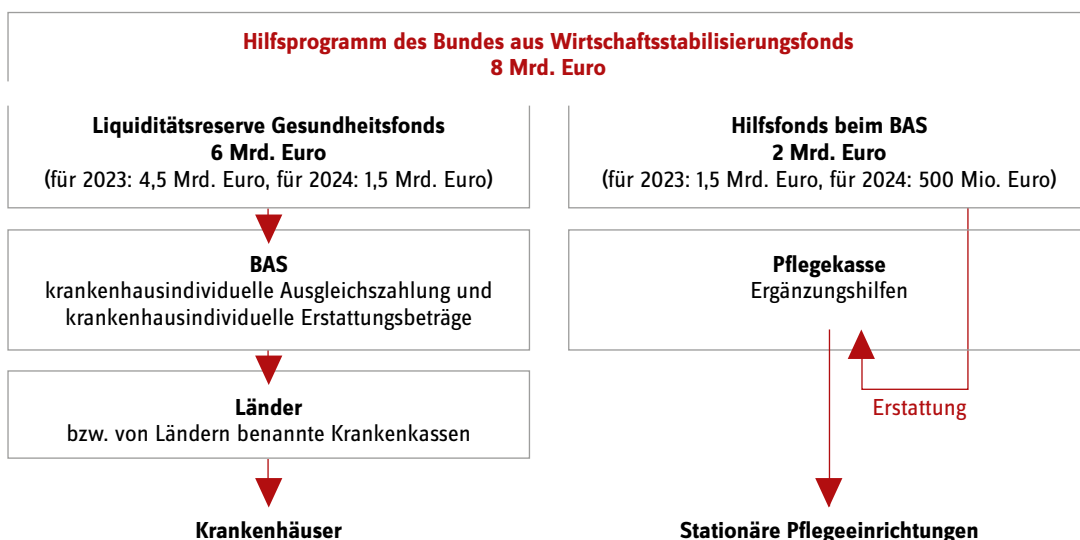 Hilfsprogramm des Bundes aus Wirtschaftsstabilisierungsfonds
8 Mrd. Euro
Liquiditätsreserve Gesundheitsfonds
6 Mrd. Euro
(für 2023: 4,5 Mrd. Euro, für 2024: 1,5 Mrd. Euro)
Hilfsfonds beim BAS
2 Mrd. Euro
(für 2023: 1,5 Mrd. Euro, für 2024: 500 Mio. Euro)
BAS
krankenhausindividuelle Ausgleichszahlung und
krankenhausindividuelle Erstattungsbeträge
Pflegekasse
Ergänzungshilfen
Erstattung
Länder
bzw. von Ländern benannte Krankenkassen
Krankenhäuser
Stationäre Pflegeeinrichtungen